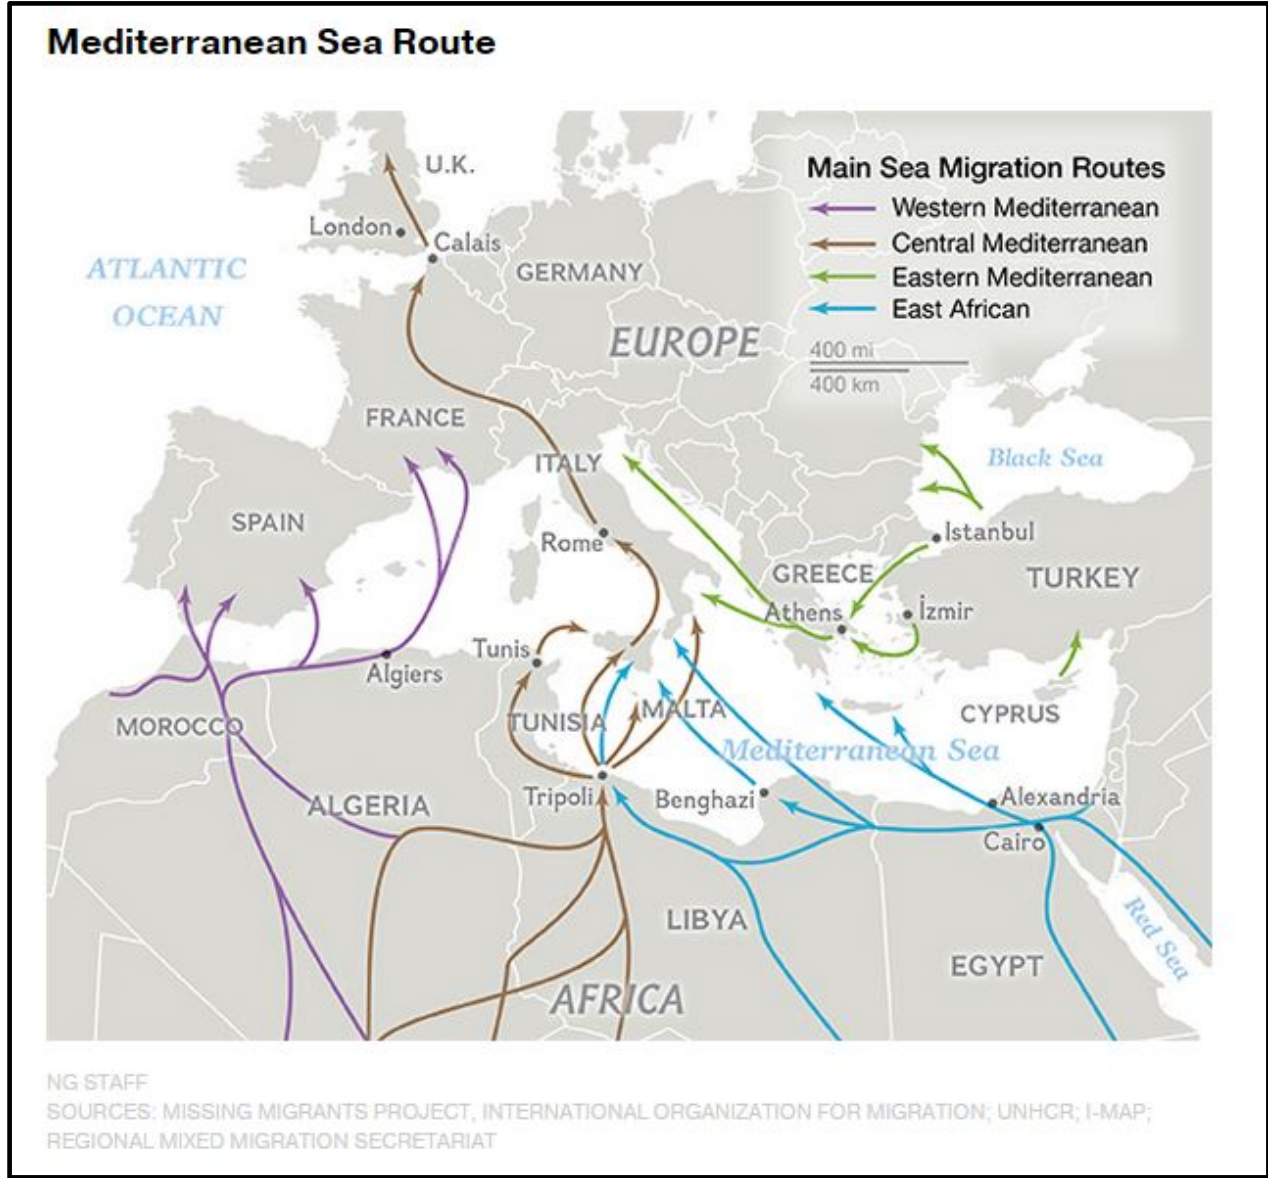 Mediterranean Sea Route
Main Sea Migration Routes
Western Mediterranean
Central Mediterranean
Eastern Mediterranean
East African
400 mi
400 km
U.K.
London
Calais
ATLANTIC
OCEAN
GERMANY
EUROPE
FRANCE
ITALY
Black Sea
SPAIN
Rome
Istanbul
GREECE
TURKEY
Athens
İzmir
Tunis
Algiers
MOROCCO
TUNISIA
MALTA
CYPRUS
Mediterranean Sea
ALGERIA
Tripoli
Benghazi
Alexandria
Cairo
LIBYA
EGYPT
Red Sea
AFRICA
NG STAFF
SOURCES: MISSING MIGRANTS PROJECT, INTERNATIONAL ORGANIZATION FOR MIGRATION; UNHCR; I-MAP;
REGIONAL MIXED MIGRATION SECRETARIAT